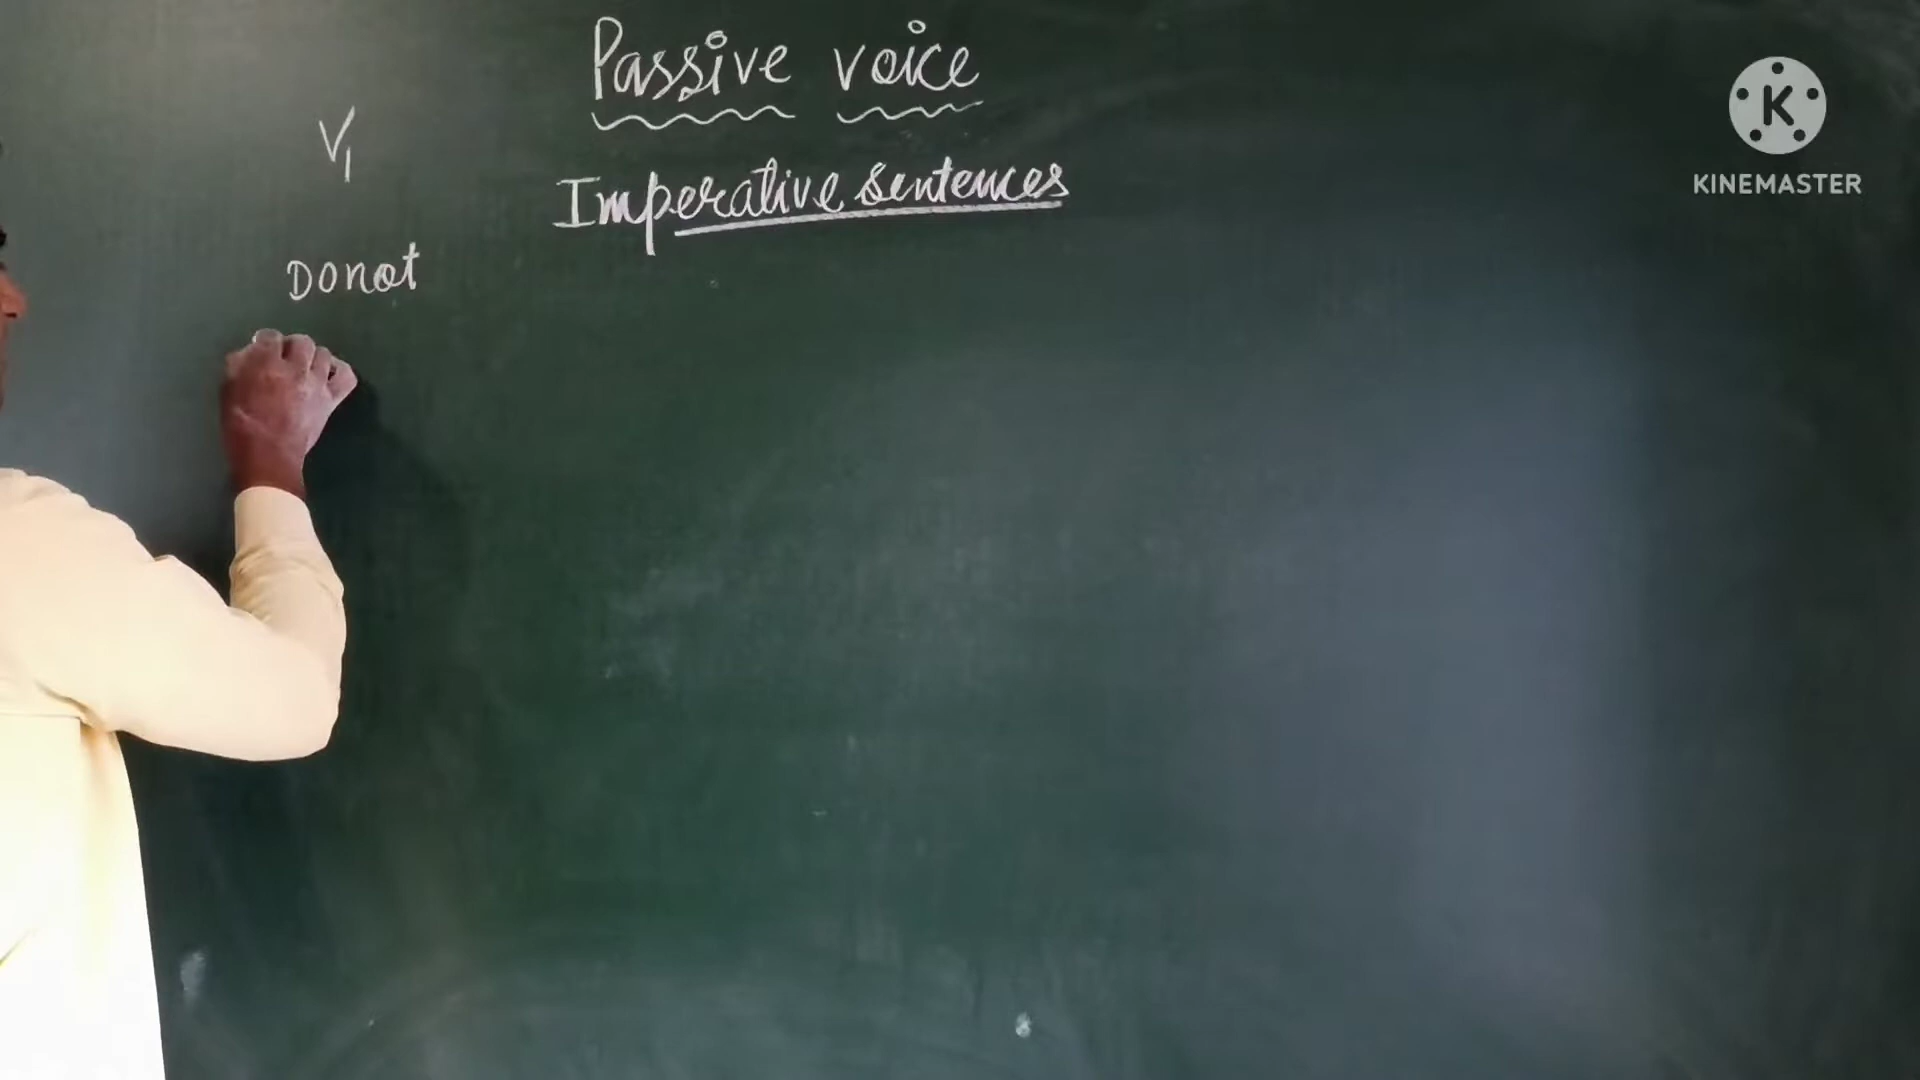 Passive voice
V1
Imperative sentences
Donot
K
KINEMASTER